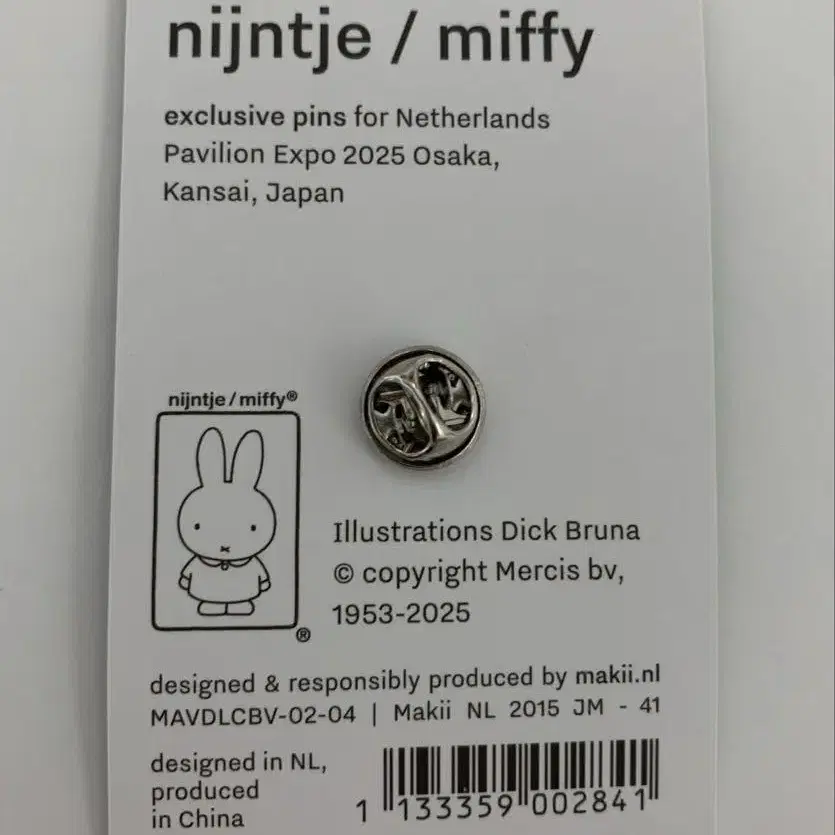 nijntje / miffy
exclusive pins for Netherlands
Pavilion Expo 2025 Osaka,
Kansai, Japan
nijntje / miffy®
®
Illustrations Dick Bruna
© copyright Mercis bv,
1953-2025
designed & responsibly produced by makii.nl
MAVDLCBV-02-04 | Makii NL 2015 JM - 41
designed in NL,
produced
in China
1 133359 002841